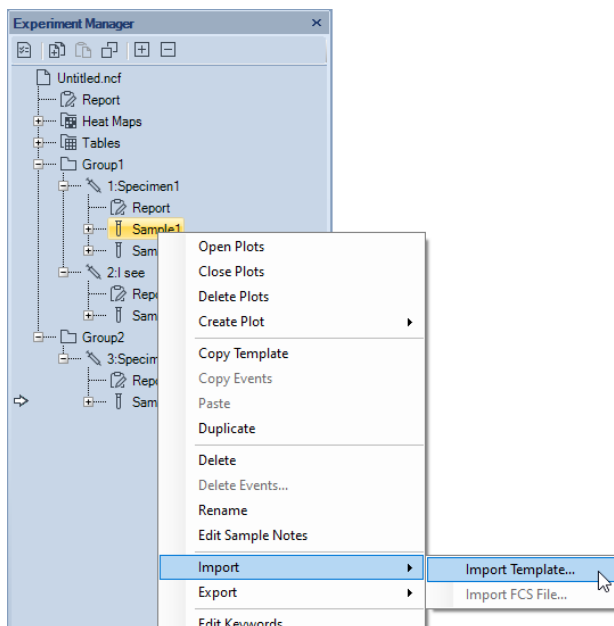 Experiment Manager
Untitled.ncf
Report
Heat Maps
Tables
Group1
1:Specimen1
Report
Sample1
Sam
2:I see
Repo
Sam
Group2
3:Specim
Repo
Sam
Open Plots
Close Plots
Delete Plots
Create Plot
Copy Template
Copy Events
Paste
Duplicate
Delete
Delete Events...
Rename
Edit Sample Notes
Import
Export
Edit Keywords
Import Template...
Import FCS File...